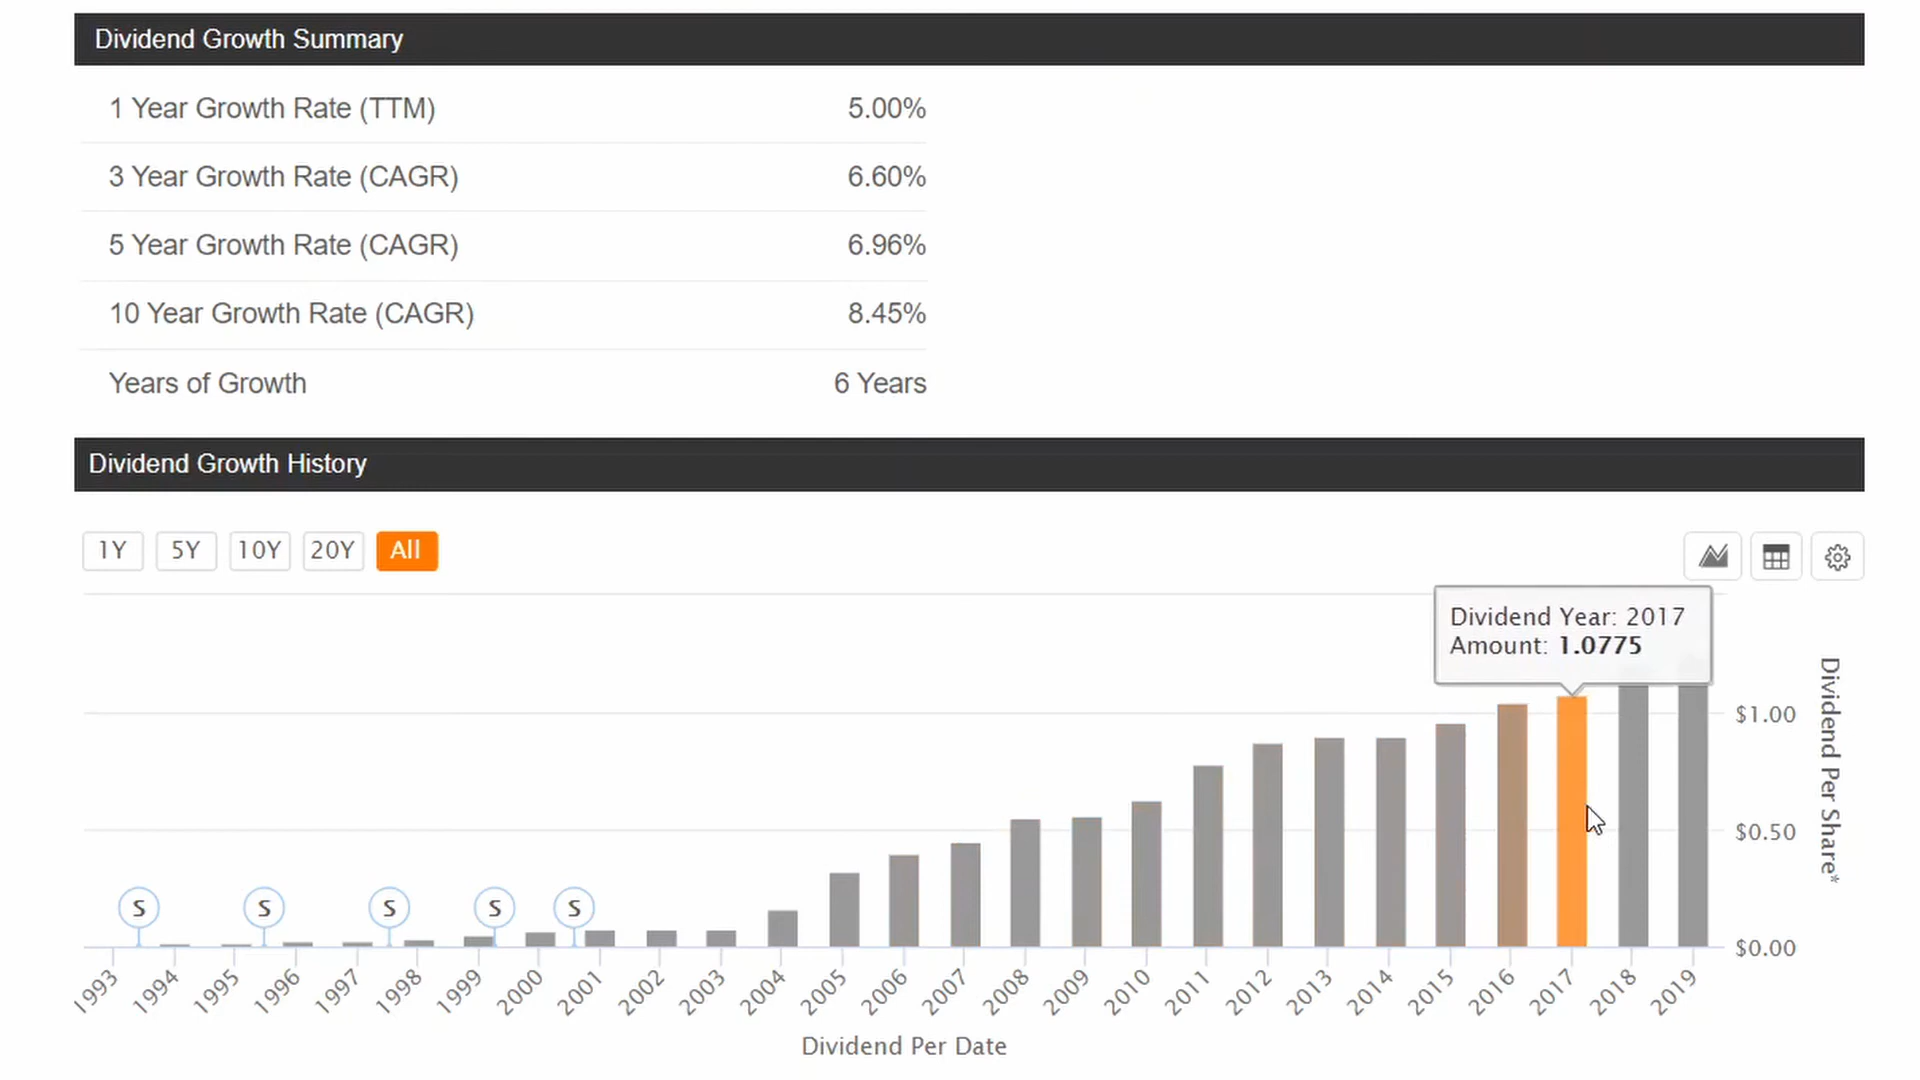 Dividend Growth Summary
1 Year Growth Rate (TTM) 5.00%
3 Year Growth Rate (CAGR) 6.60%
5 Year Growth Rate (CAGR) 6.96%
10 Year Growth Rate (CAGR) 8.45%
Years of Growth 6 Years
Dividend Growth History
1Y 5Y 10Y 20Y All
Dividend Year: 2017
Amount: 1.0775
$1.00
$0.50
$0.00
Dividend Per Share*
S S S S S
1993 1994 1995 1996 1997 1998 1999 2000 2001 2002 2003 2004 2005 2006 2007 2008 2009 2010 2011 2012 2013 2014 2015 2016 2017 2018 2019
Dividend Per Date